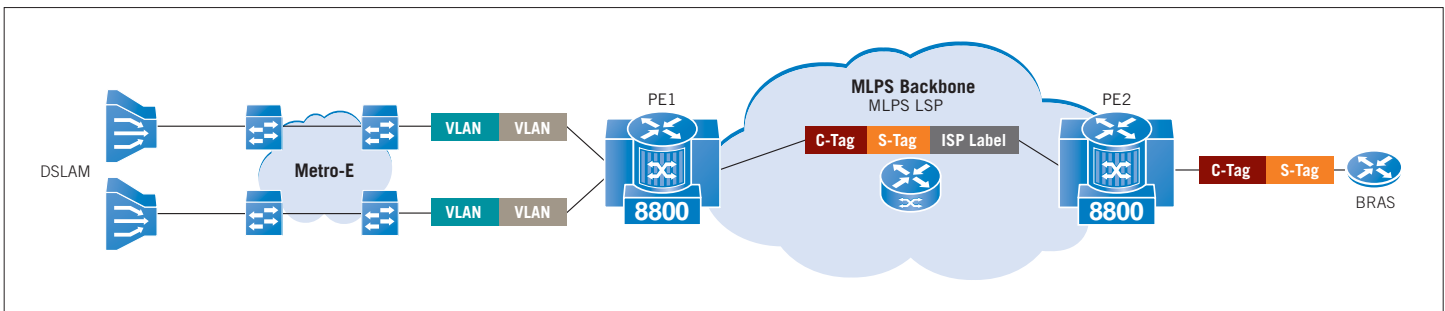 DSLAM
Metro-E
VLAN VLAN
VLAN VLAN
PE1
8800
MLPS Backbone
MLPS LSP
C-Tag S-Tag ISP Label
PE2
8800
C-Tag S-Tag
BRAS